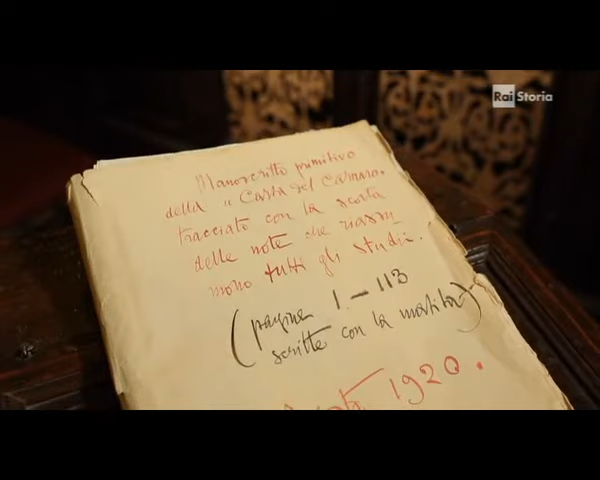 Rai Storia
Manoscritto primitivo
della "Carta del Carnaro.
tracciato con la scorta
delle note che riassu-
mono tutti gli studii.
(pagine 1-113
scritte con la matita)
1920.